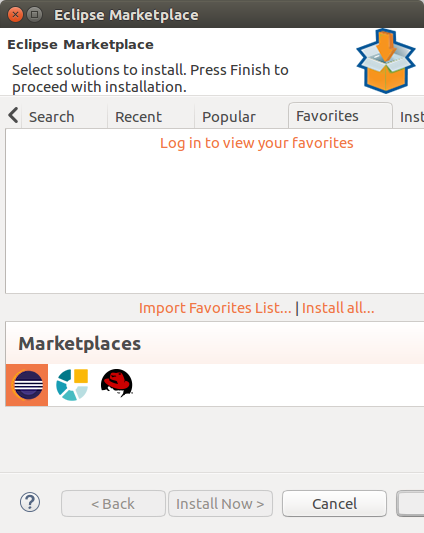 Eclipse Marketplace
Eclipse Marketplace
Select solutions to install. Press Finish to
proceed with installation.
Search Recent Popular Favorites Inst
Log in to view your favorites
Import Favorites List... | Install all...
Marketplaces
? < Back Install Now > Cancel